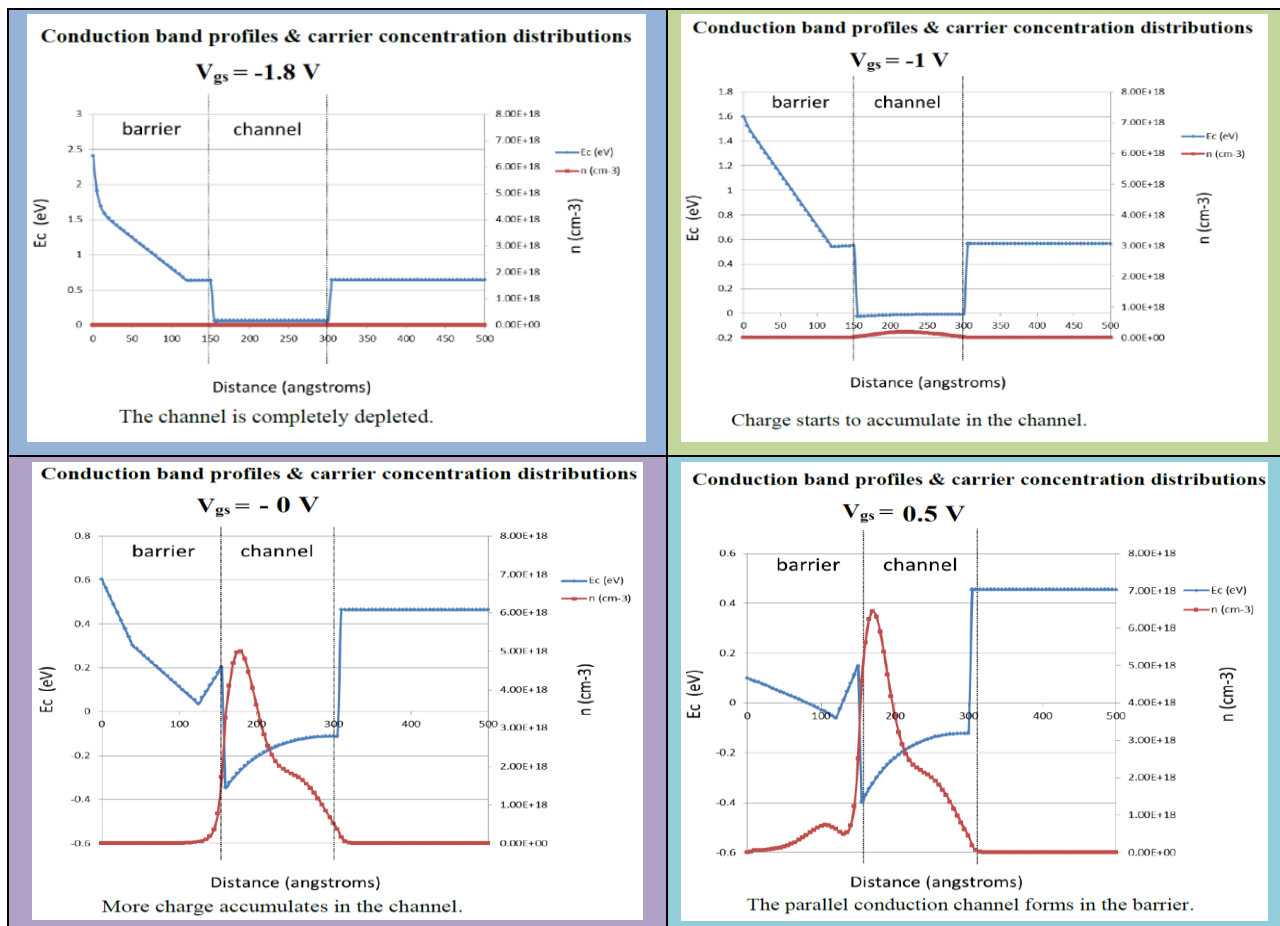 Conduction band profiles & carrier concentration distributions
Vgs = -1.8 V
barrier channel
3
2.5
2
1.5
1
0.5
0
Ec (eV)
8.00E+18
7.00E+18
6.00E+18
5.00E+18
4.00E+18
3.00E+18
2.00E+18
1.00E+18
0.00E+00
n (cm-3)
Ec (eV)
n (cm-3)
0 50 100 150 200 250 300 350 400 450 500
Distance (angstroms)
The channel is completely depleted.
Conduction band profiles & carrier concentration distributions
Vgs = -1 V
barrier channel
1.8
1.6
1.4
1.2
1
0.8
0.6
0.4
0.2
0
-0.2
Ec (eV)
8.00E+18
7.00E+18
6.00E+18
5.00E+18
4.00E+18
3.00E+18
2.00E+18
1.00E+18
0.00E+00
n (cm-3)
Ec (eV)
n (cm-3)
0 50 100 150 200 250 300 350 400 450 500
Distance (angstroms)
Charge starts to accumulate in the channel.
Conduction band profiles & carrier concentration distributions
Vgs = - 0 V
barrier channel
0.8
0.6
0.4
0.2
0
-0.2
-0.4
-0.6
Ec (eV)
8.00E+18
7.00E+18
6.00E+18
5.00E+18
4.00E+18
3.00E+18
2.00E+18
1.00E+18
0.00E+00
n (cm-3)
Ec (eV)
n (cm-3)
0 100 200 300 400 500
Distance (angstroms)
More charge accumulates in the channel.
Conduction band profiles & carrier concentration distributions
Vgs = 0.5 V
barrier channel
0.6
0.4
0.2
0
-0.2
-0.4
-0.6
Ec (eV)
8.00E+18
7.00E+18
6.00E+18
5.00E+18
4.00E+18
3.00E+18
2.00E+18
1.00E+18
0.00E+00
n (cm-3)
Ec (eV)
n (cm-3)
0 100 200 300 400 500
Distance (angstroms)
The parallel conduction channel forms in the barrier.